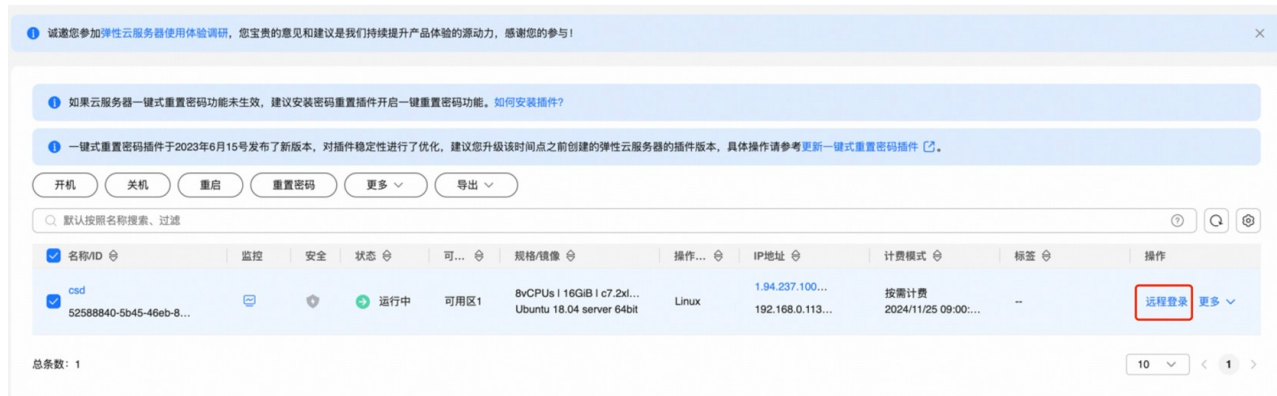 诚邀您参加弹性云服务器使用体验调研，您宝贵的意见和建议是我们持续提升产品体验的源动力，感谢您的参与！
如果云服务器一键式重置密码功能未生效，建议安装密码重置插件开启一键重置密码功能。如何安装插件?
一键式重置密码插件于2023年6月15号发布了新版本，对插件稳定性进行了优化，建议您升级该时间点之前创建的弹性云服务器的插件版本，具体操作请参考更新一键式重置密码插件。
开机 关机 重启 重置密码 更多 导出
默认按照名称搜索、过滤
名称/ID 监控 安全 状态 可... 规格/镜像 操作... IP地址 计费模式 标签 操作
csd 8vCPUs | 16GiB | c7.2xl... 1.94.237.100... 按需计费
运行中 可用区1 Linux -- 远程登录 更多
52588840-5b45-46eb-8... Ubuntu 18.04 server 64bit 192.168.0.113... 2024/11/25 09:00:...
总条数：1 10 < 1 >